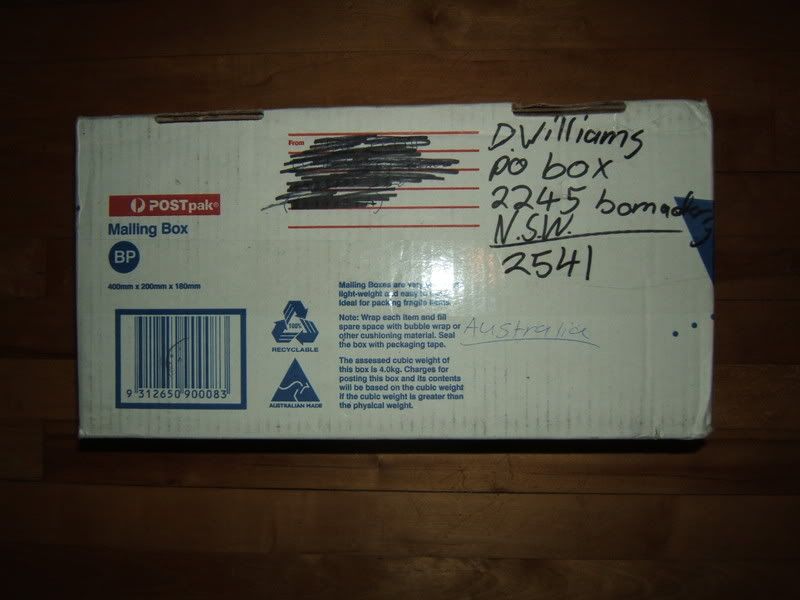 From
D. Williams
PO box
2245 bomaderry
N.S.W.
2541
POSTpak®
Mailing Box
BP
400mm x 200mm x 180mm
Mailing Boxes are very
light-weight and easy to
Ideal for packing fragile items.
Note: Wrap each item and fill
spare space with bubble wrap or
other cushioning material. Seal
the box with packaging tape.
Australia
The assessed cubic weight of
this box is 4.0kg. Charges for
posting this box and its contents
will be based on the cubic weight
if the cubic weight is greater than
the physical weight.
100%
RECYCLABLE
AUSTRALIAN MADE
9 312650 900083